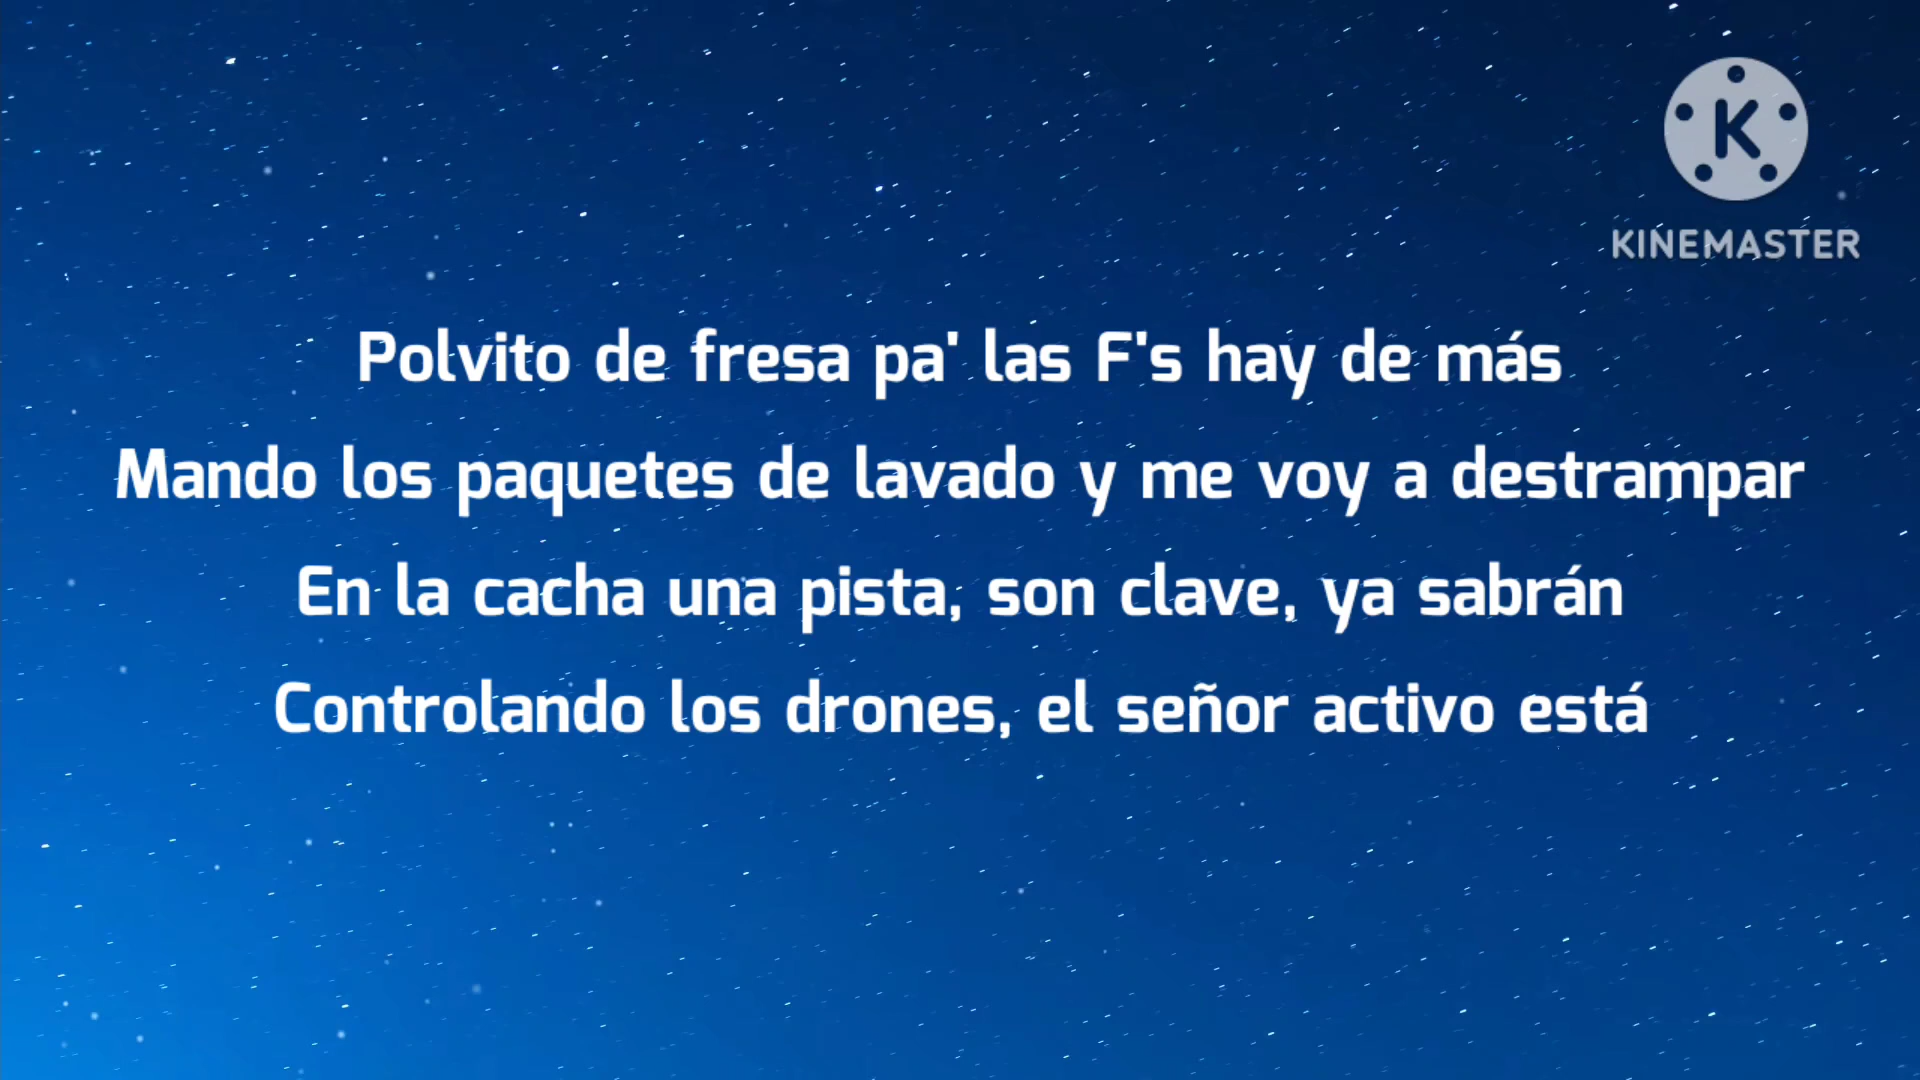 KINEMASTER
Polvito de fresa pa' las F's hay de más
Mando los paquetes de lavado y me voy a destrampar
En la cacha una pista, son clave, ya sabrán
Controlando los drones, el señor activo está